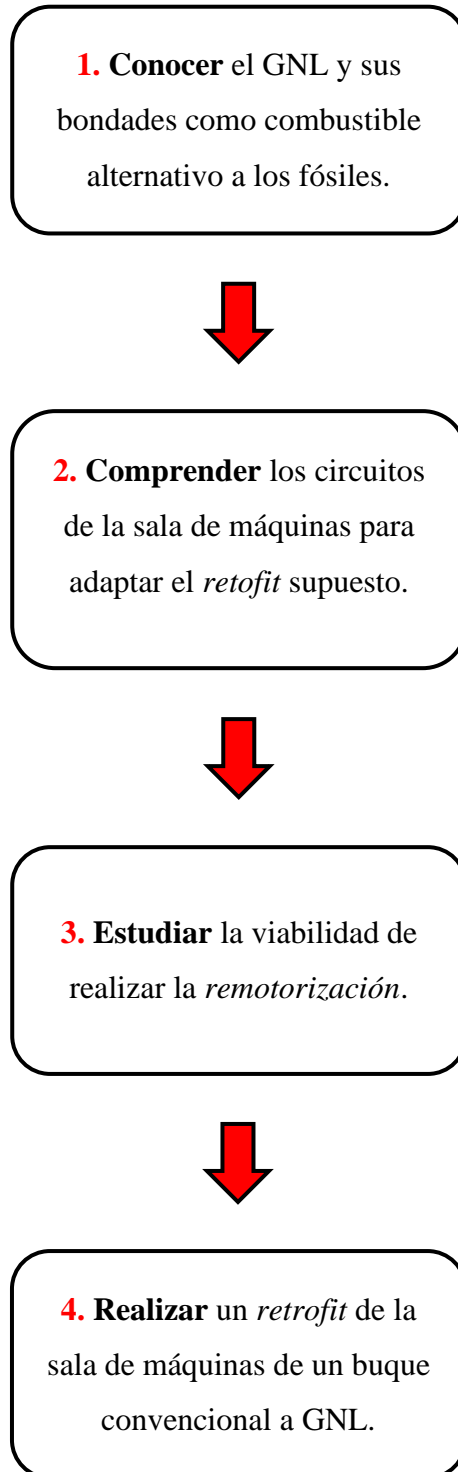 1. Conocer el GNL y sus
bondades como combustible
alternativo a los fósiles.
2. Comprender los circuitos
de la sala de máquinas para
adaptar el retofit supuesto.
3. Estudiar la viabilidad de
realizar la remotorización.
4. Realizar un retrofit de la
sala de máquinas de un buque
convencional a GNL.